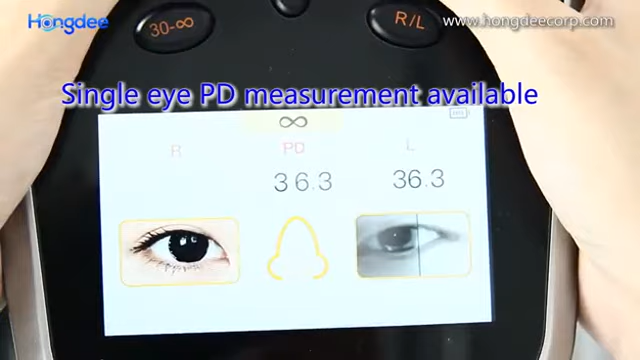 Hongdee
www.hongdeecorp.com
30-∞
R/L
Single eye PD measurement available
∞
R PD L
36.3 36.3